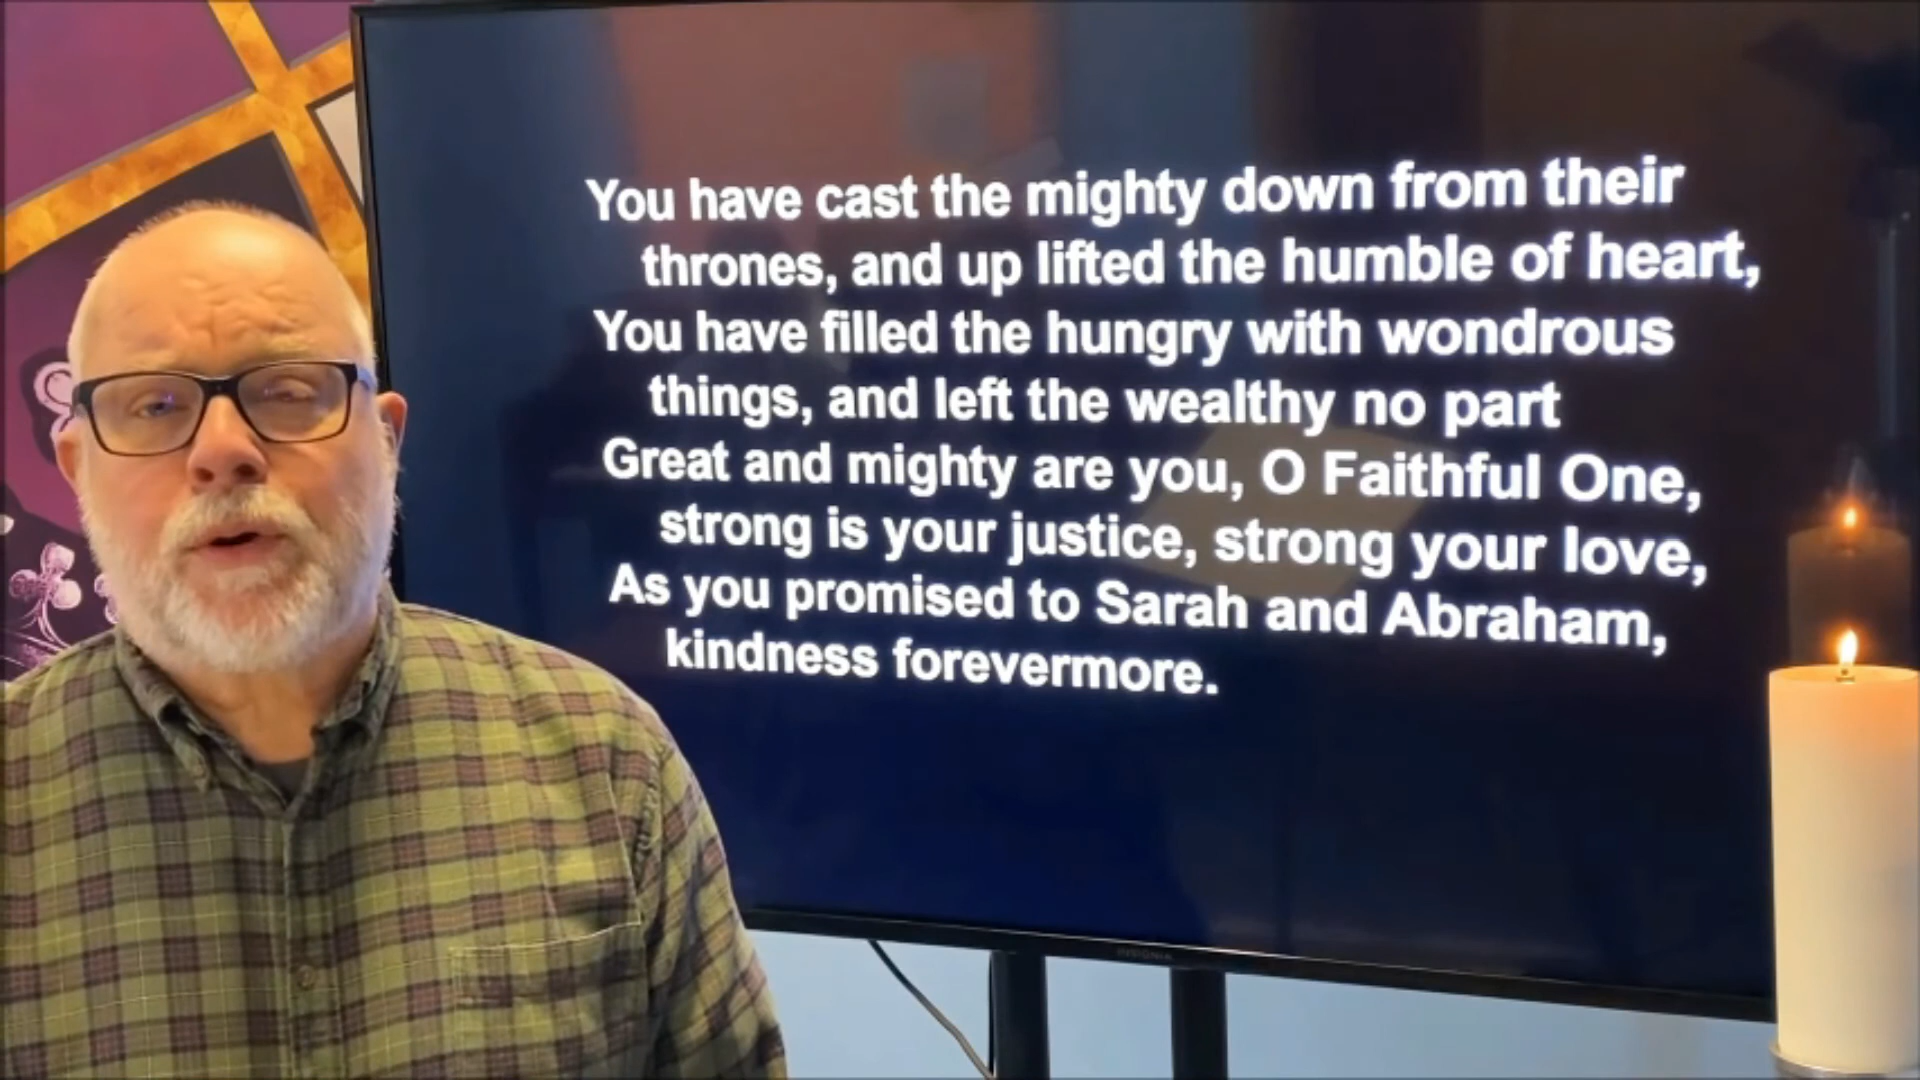 You have cast the mighty down from their
thrones, and up lifted the humble of heart,
You have filled the hungry with wondrous
things, and left the wealthy no part
Great and mighty are you, O Faithful One,
strong is your justice, strong your love,
As you promised to Sarah and Abraham,
kindness forevermore.
INSIGNIA